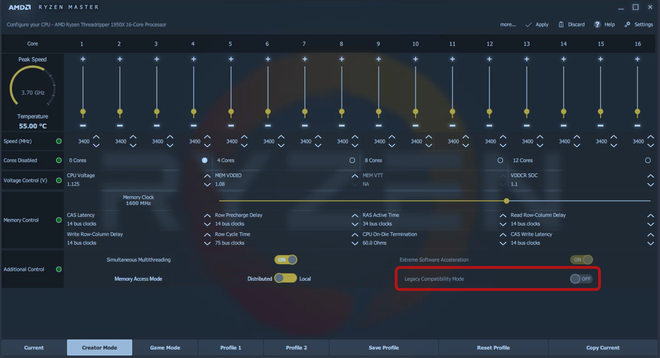 AMD RYZEN MASTER
Configure your CPU - AMD Ryzen Threadripper 1950X 16-Core Processor more... Apply Discard Help Settings
Core 1 2 3 4 5 6 7 8 9 10 11 12 13 14 15 16
Peak Speed
3.70 GHz
Temperature
55.00 °C
Speed (MHz) 3400 3400 3400 3400 3400 3400 3400 3400 3400 3400 3400 3400 3400 3400 3400 3400
Cores Disabled 0 Cores 4 Cores 8 Cores 12 Cores
Voltage Control (V) CPU Voltage MEM VDDIO MEM VTT VDDCR SOC
1.125 1.08 NA 1.1
RYZEN
Memory Control Memory Clock
1600 MHz
CAS Latency Row Precharge Delay RAS Active Time Read Row-Column Delay
14 bus clocks 14 bus clocks 34 bus clocks 14 bus clocks
Write Row-Column Delay Row Cycle Time CPU On-Die Termination CAS Write Latency
14 bus clocks 75 bus clocks 60.0 Ohms 14 bus clocks
Additional Control Simultaneous Multithreading ON Extreme Software Acceleration ON
Memory Access Mode Distributed Local Legacy Compatibility Mode OFF
Current Creator Mode Game Mode Profile 1 Profile 2 Save Profile Reset Profile Copy Current